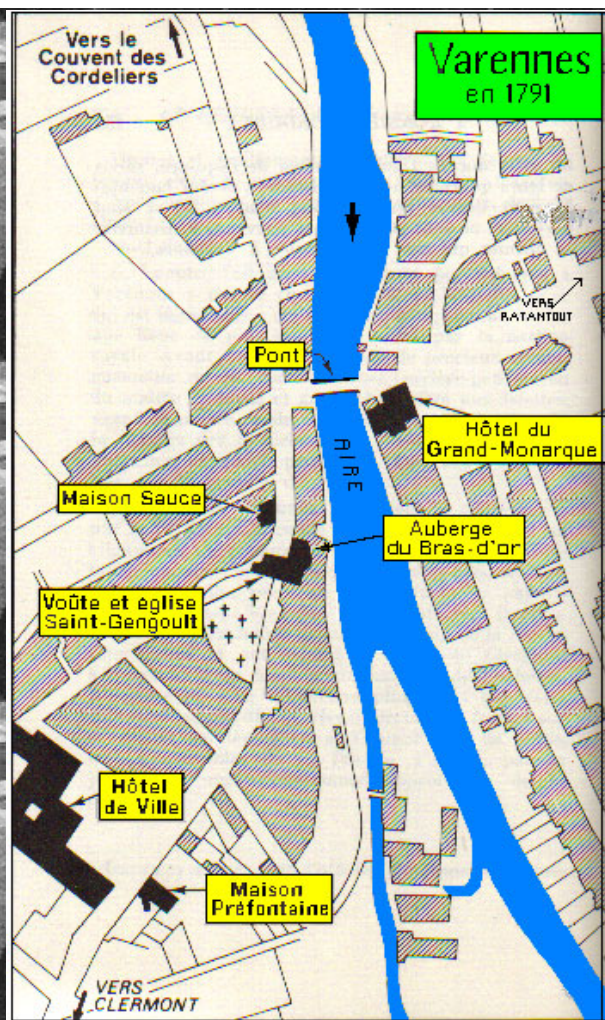 Vers le
Couvent des
Cordeliers
Varennes
en 1791
VERS
RATANTOUT
Pont
Hôtel du
Grand-Monarque
AIRE
Maison Sauce
Auberge
du Bras-d'or
Voûte et église
Saint-Gengoult
Hôtel
de Ville
Maison
Préfontaine
VERS
CLERMONT